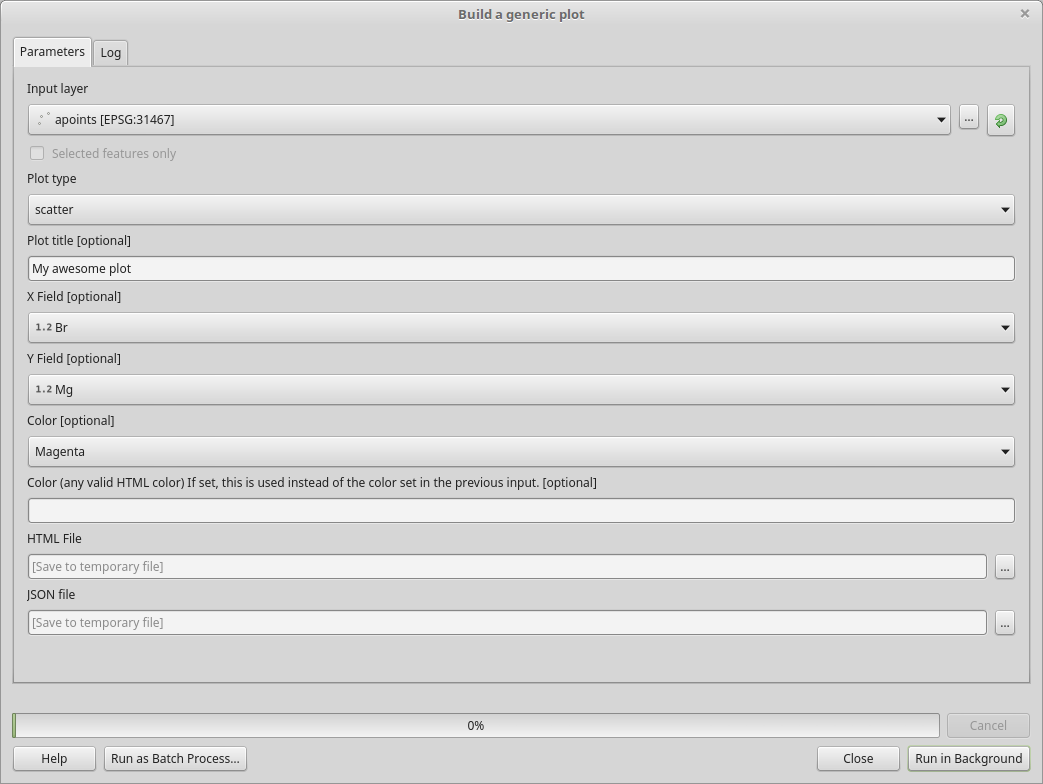 Build a generic plot
Parameters
Log
Input layer
apoints [EPSG:31467]
...
Selected features only
Plot type
scatter
Plot title [optional]
My awesome plot
X Field [optional]
1.2 Br
Y Field [optional]
1.2 Mg
Color [optional]
Magenta
Color (any valid HTML color) If set, this is used instead of the color set in the previous input. [optional]
HTML File
[Save to temporary file]
...
JSON file
[Save to temporary file]
...
0%
Cancel
Help
Run as Batch Process...
Close
Run in Background